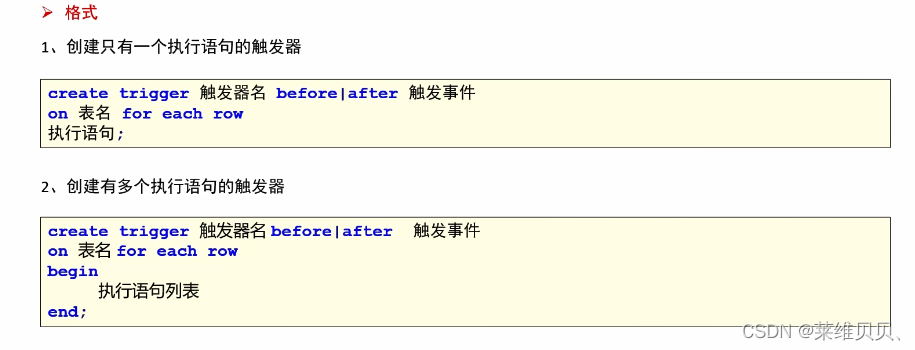 ➢ 格式
1、创建只有一个执行语句的触发器
create trigger 触发器名 before|after 触发事件
on 表名 for each row
执行语句;
2、创建有多个执行语句的触发器
create trigger 触发器名 before|after 触发事件
on 表名 for each row
begin
执行语句列表
end;
CSDN @莱维贝贝、